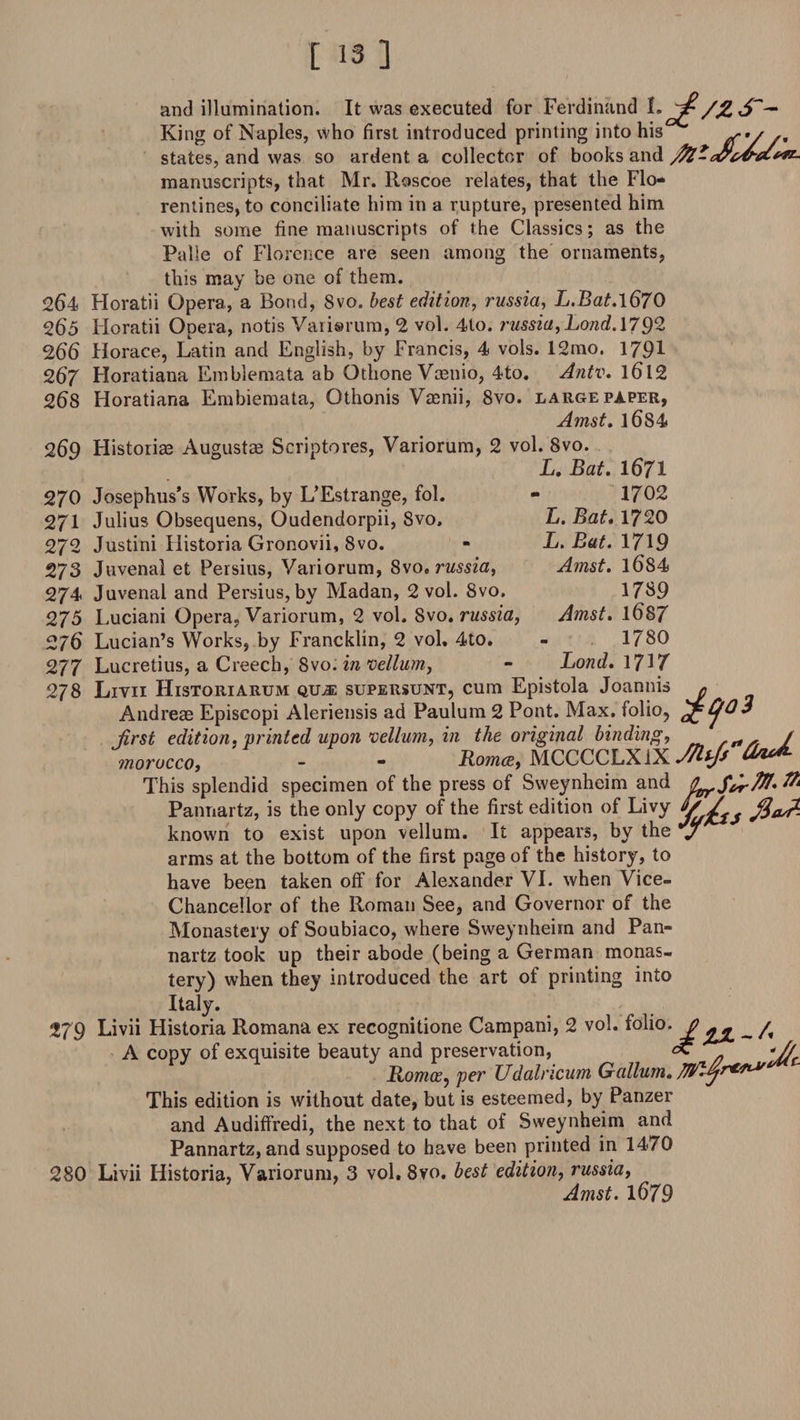 [ 13 ]
and illumination. It was executed for Ferdinand I. £125-
King of Naples, who first introduced printing into his
states, and was so ardent a collector of books and Mr Dibdin
manuscripts, that Mr. Roscoe relates, that the Flo-
rentines, to conciliate him in a rupture, presented him
with some fine manuscripts of the Classics; as the
Palle of Florence are seen among the ornaments,
this may be one of them.
264 Horatii Opera, a Bond, 8vo. best edition, russia, L.Bat.1670
265 Horatii Opera, notis Variorum, 2 vol. 4to. russia, Lond.1792
266 Horace, Latin and English, by Francis, 4 vols. 12mo. 1791
267 Horatiana Emblemata ab Othone Vænio, 4to. Antv. 1612
268 Horatiana Emblemata, Othonis Vænii, 8vo. LARGE PAPER,
Amst. 1684
269 Historiæ Augustæ Scriptores, Variorum, 2 vol. 8vo.
L. Bat. 1671
270 Josephus's Works, by L'Estrange, fol. - 1702
271 Julius Obsequens, Oudendorpii, 8vo. L. Bat. 1720
272 Justini Historia Gronovii, 8vo. - L. Bat. 1719
273 Juvenal et Persius, Variorum, 8vo. russia, Amst. 1684
274 Juvenal and Persius, by Madan, 2 vol. 8vo. 1789
275 Luciani Opera, Variorum, 2 vol. 8vo. russia, Amst. 1687
276 Lucian's Works, by Francklin, 2 vol. 4to. - . 1780
277 Lucretius, a Creech, 8vo. in vellum, - Lond. 1717
278 LIVII HISTORIARUM QUÆ SUPERSUNT, cum Epistola Joannis
Andreæ Episcopi Aleriensis ad Paulum 2 Pont. Max. folio, £903
first edition, printed upon vellum, in the original binding,
morocco, - - Romæ, MCCCCLXIX Messrs Arch
This splendid specimen of the press of Sweynheim and for Sir M. M
Pannartz, is the only copy of the first edition of Livy Sykes Bart
known to exist upon vellum. It appears, by the
arms at the bottom of the first page of the history, to
have been taken off for Alexander VI. when Vice-
Chancellor of the Roman See, and Governor of the
Monastery of Soubiaco, where Sweynheim and Pan-
nartz took up their abode (being a German monas-
tery) when they introduced the art of printing into
Italy.
279 Livii Historia Romana ex recognitione Campani, 2 vol. folio. £22-
A copy of exquisite beauty and preservation,
Romæ, per Udalricum Gallum. Mr Grenville
This edition is without date, but is esteemed, by Panzer
and Audiffredi, the next to that of Sweynheim and
Pannartz, and supposed to have been printed in 1470
280 Livii Historia, Variorum, 3 vol. 8vo. best edition, russia,
Amst. 1679